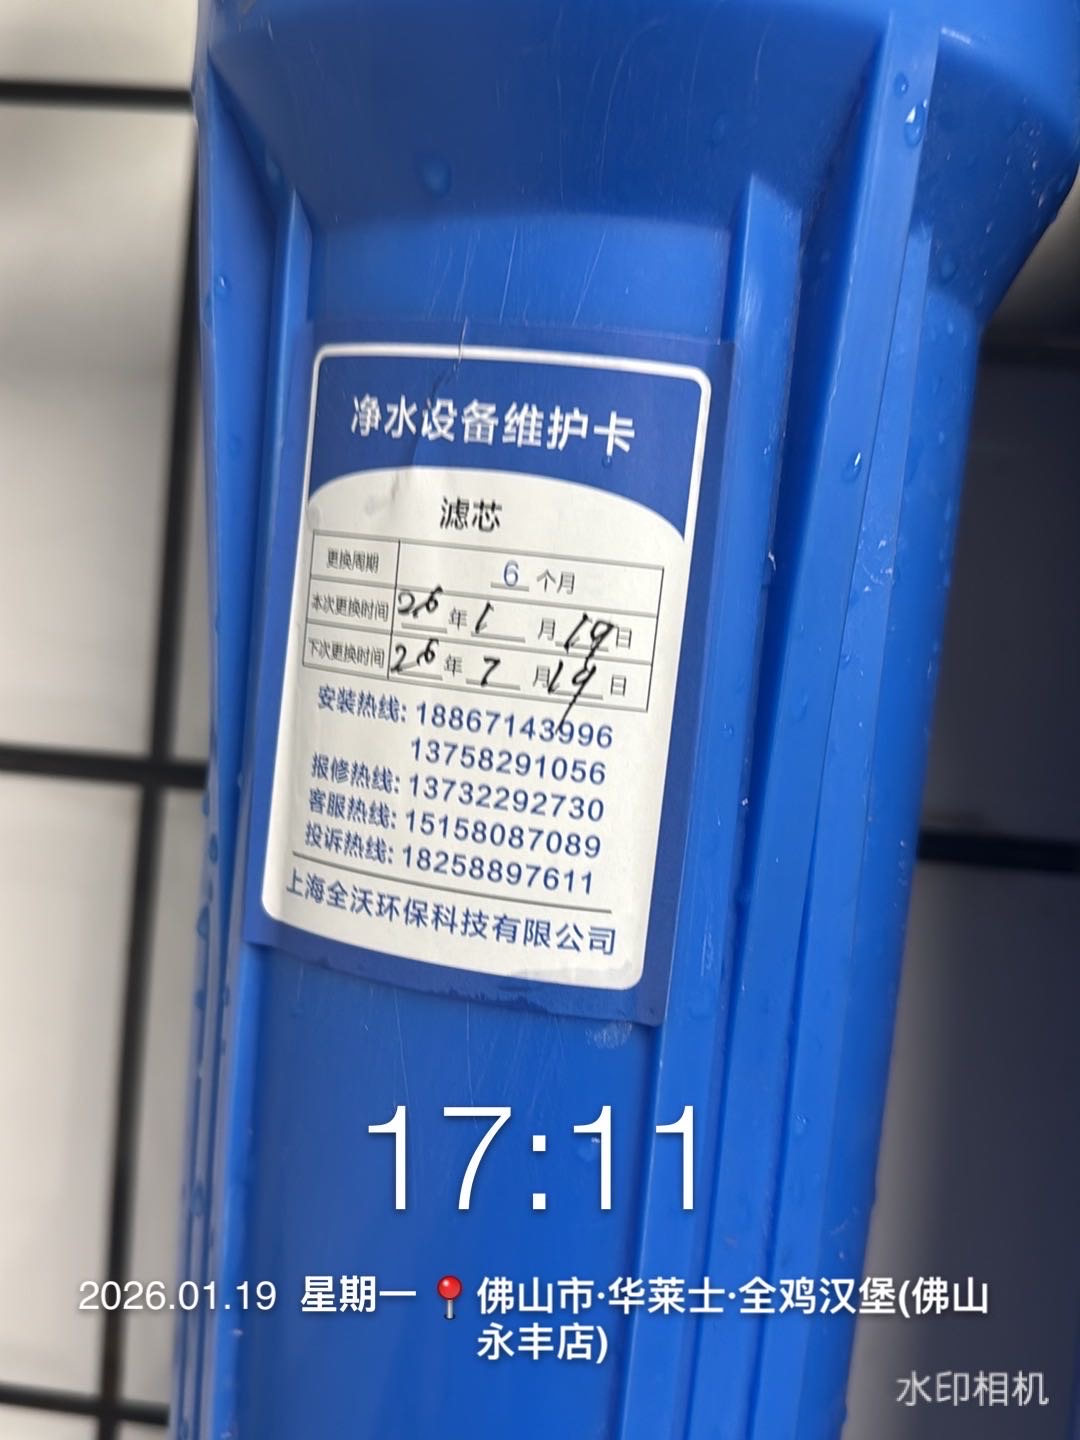 净水设备维护卡
滤芯
更换周期 6 个月
本次更换时间 26 年 1 月 19 日
下次更换时间 26 年 7 月 19 日
安装热线: 18867143996
13758291056
报修热线: 13732292730
客服热线: 15158087089
投诉热线: 18258897611
上海全沃环保科技有限公司
17:11
2026.01.19 星期一 佛山市·华莱士·全鸡汉堡(佛山
永丰店)
水印相机